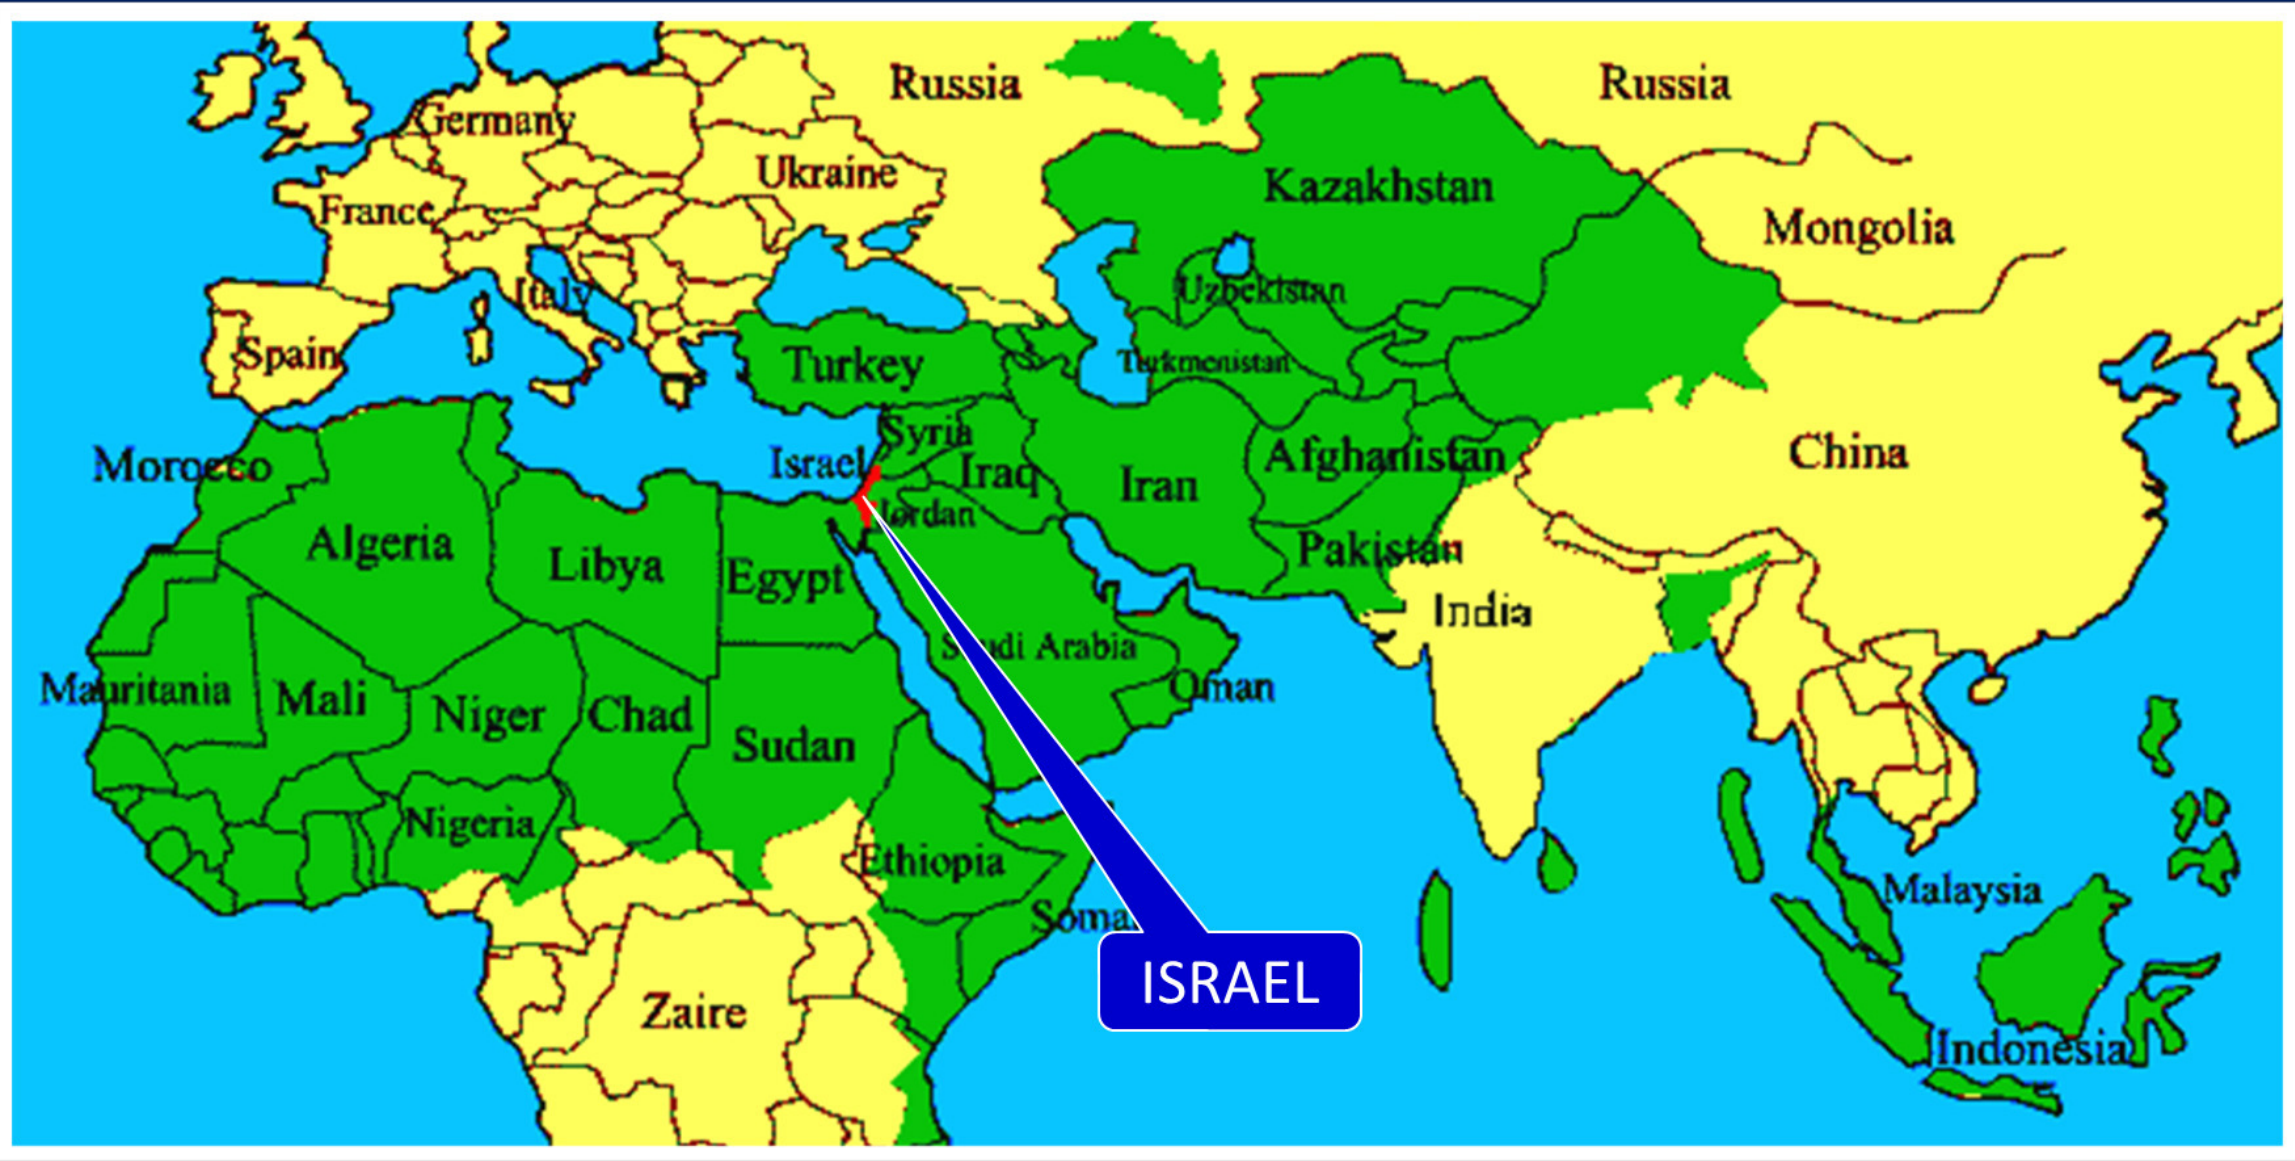 Russia
Russia
Germany
Ukraine
Kazakhstan
France
Mongolia
Italy
Uzbekistan
Spain
Turkey
Turkmenistan
Syria
Morocco
Israel
Iraq
Iran
Afghanistan
China
Jordan
Algeria
Libya
Egypt
Pakistan
India
Saudi Arabia
Mauritania
Mali
Niger
Chad
Oman
Sudan
Nigeria
Ethiopia
Malaysia
Soma
ISRAEL
Zaire
Indonesia